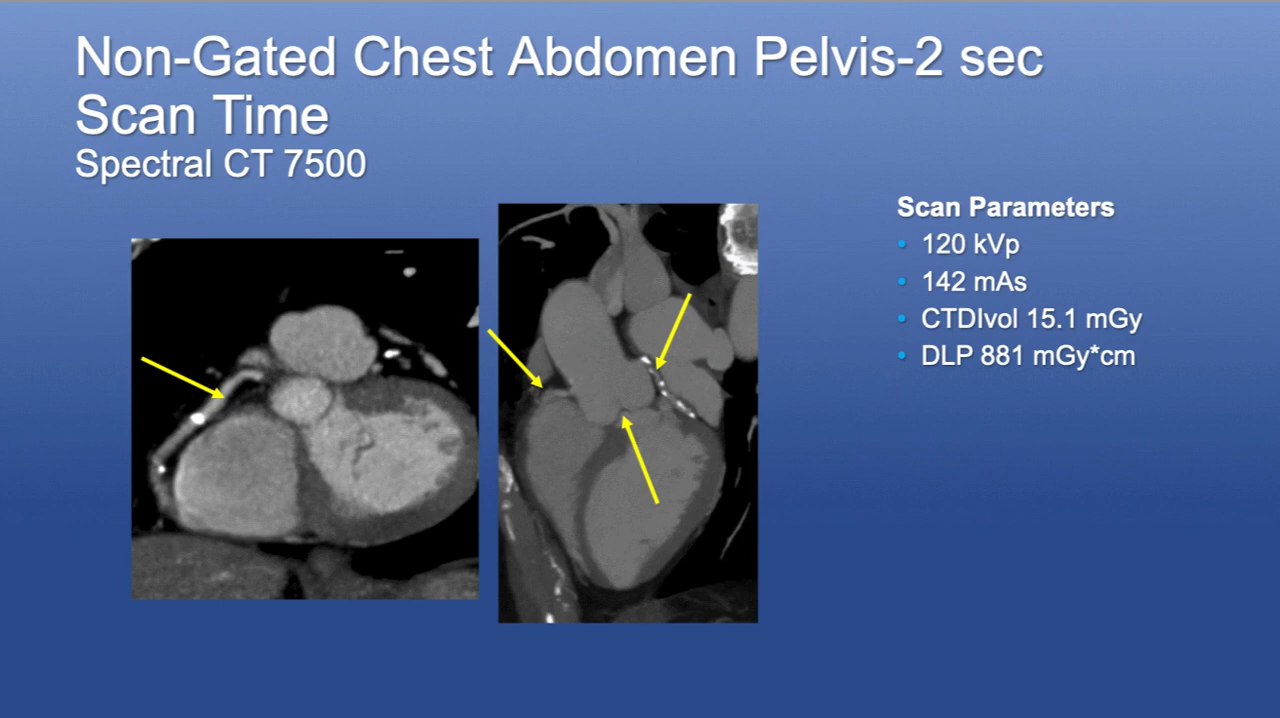 Non-Gated Chest Abdomen Pelvis-2 sec
Scan Time
Spectral CT 7500
Scan Parameters
• 120 kVp
• 142 mAs
• CTDIvol 15.1 mGy
• DLP 881 mGy*cm